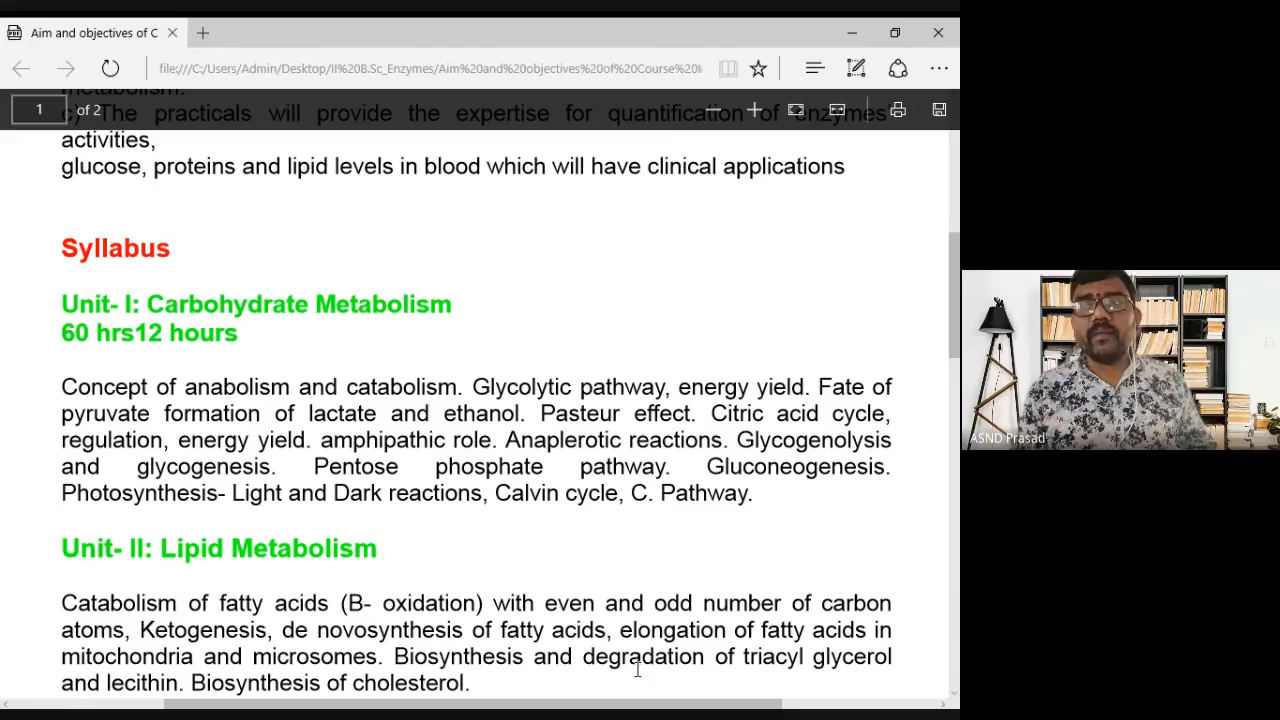 Aim and objectives of C
file:///C:/Users/Admin/Desktop/II%20B.Sc_Enzymes/Aim%20and%20objectives%20of%20Course%20I
metabolism.
1 of 2
c) The practicals will provide the expertise for quantification of enzymes'
activities,
glucose, proteins and lipid levels in blood which will have clinical applications
Syllabus
Unit- I: Carbohydrate Metabolism
60 hrs12 hours
Concept of anabolism and catabolism. Glycolytic pathway, energy yield. Fate of
pyruvate formation of lactate and ethanol. Pasteur effect. Citric acid cycle,
regulation, energy yield. amphipathic role. Anaplerotic reactions. Glycogenolysis
and glycogenesis. Pentose phosphate pathway. Gluconeogenesis.
Photosynthesis- Light and Dark reactions, Calvin cycle, C. Pathway.
Unit- II: Lipid Metabolism
Catabolism of fatty acids (B- oxidation) with even and odd number of carbon
atoms, Ketogenesis, de novosynthesis of fatty acids, elongation of fatty acids in
mitochondria and microsomes. Biosynthesis and degradation of triacyl glycerol
and lecithin. Biosynthesis of cholesterol.
ASND Prasad